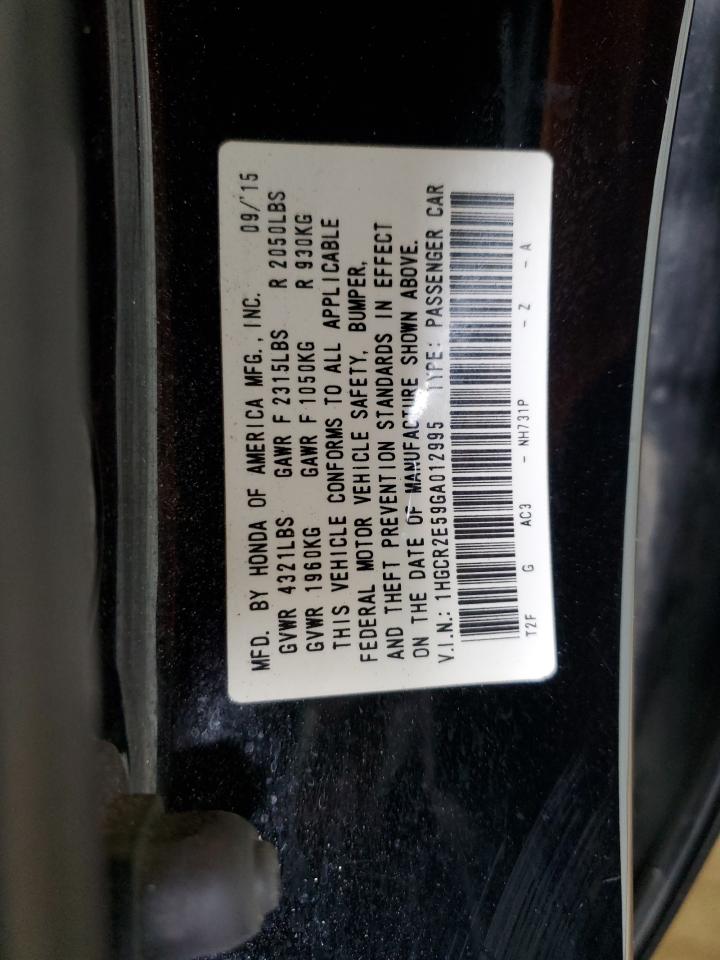 MFD. BY HONDA OF AMERICA MFG., INC. 09/'15
GVWR 4321LBS GAWR F 2315LBS R 2050LBS
GVWR 1960KG GAWR F 1050KG R 930KG
THIS VEHICLE CONFORMS TO ALL APPLICABLE
FEDERAL MOTOR VEHICLE SAFETY, BUMPER,
AND THEFT PREVENTION STANDARDS IN EFFECT
ON THE DATE OF MANUFACTURE SHOWN ABOVE.
V.I.N.: 1HGCR2E59GA012995 TYPE: PASSENGER CAR
T2F G AC3 - NH731P - Z - A